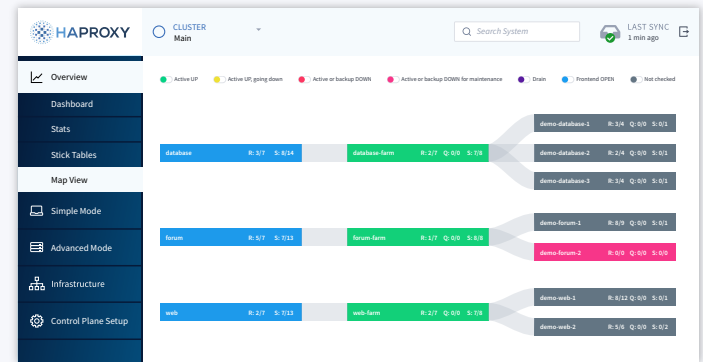 HAPROXY
CLUSTER
Main
Search System
LAST SYNC
1 min ago
Overview
Dashboard
Stats
Stick Tables
Map View
Simple Mode
Advanced Mode
Infrastructure
Control Plane Setup
Active UP
Active UP, going down
Active or backup DOWN
Active or backup DOWN for maintenance
Drain
Frontend OPEN
Not checked
database R: 3/7 S: 8/14
database-farm R: 2/7 Q: 0/0 S: 7/8
demo-database-1 R: 3/4 Q: 0/0 S: 0/1
demo-database-2 R: 2/4 Q: 0/0 S: 0/1
demo-database-3 R: 3/4 Q: 0/0 S: 0/1
forum R: 5/7 S: 7/13
forum-farm R: 1/7 Q: 0/0 S: 8/8
demo-forum-1 R: 8/9 Q: 0/0 S: 0/1
demo-forum-2 R: 0/0 Q: 0/0 S: 0/0
web R: 2/7 S: 7/13
web-farm R: 2/7 Q: 0/0 S: 7/8
demo-web-1 R: 8/12 Q: 0/0 S: 0/1
demo-web-2 R: 5/6 Q: 0/0 S: 0/2